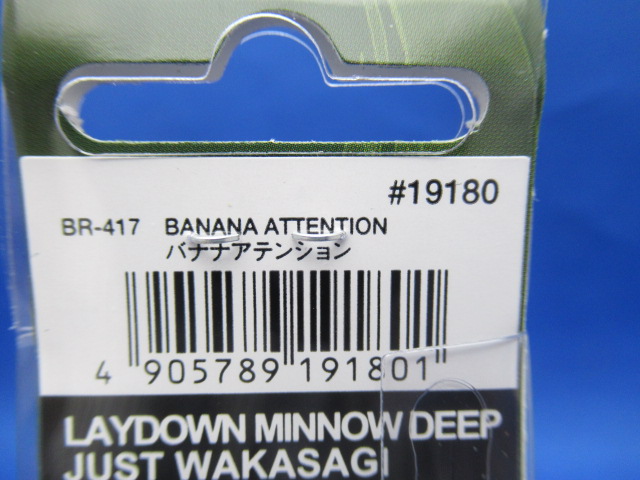 #19180
BR-417 BANANA ATTENTION
バナナアテンション
4 905789 191801
LAYDOWN MINNOW DEEP
JUST WAKASAGI